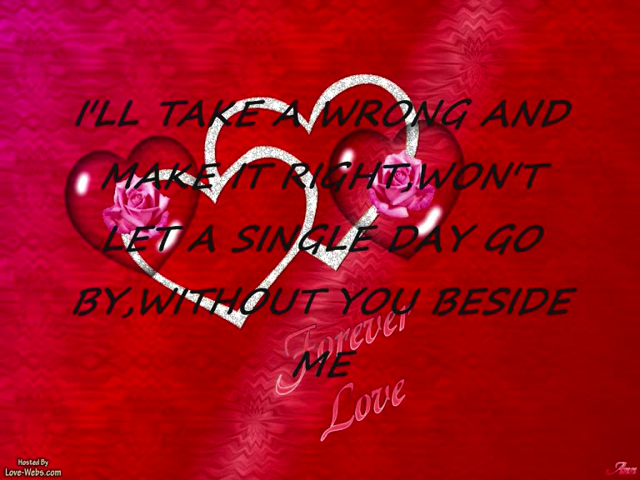 I'LL TAKE A WRONG AND
MAKE IT RIGHT,WON'T
LET A SINGLE DAY GO
BY,WITHOUT YOU BESIDE
ME
Forever
Love
Hosted By
Love-Webs.com
Ann